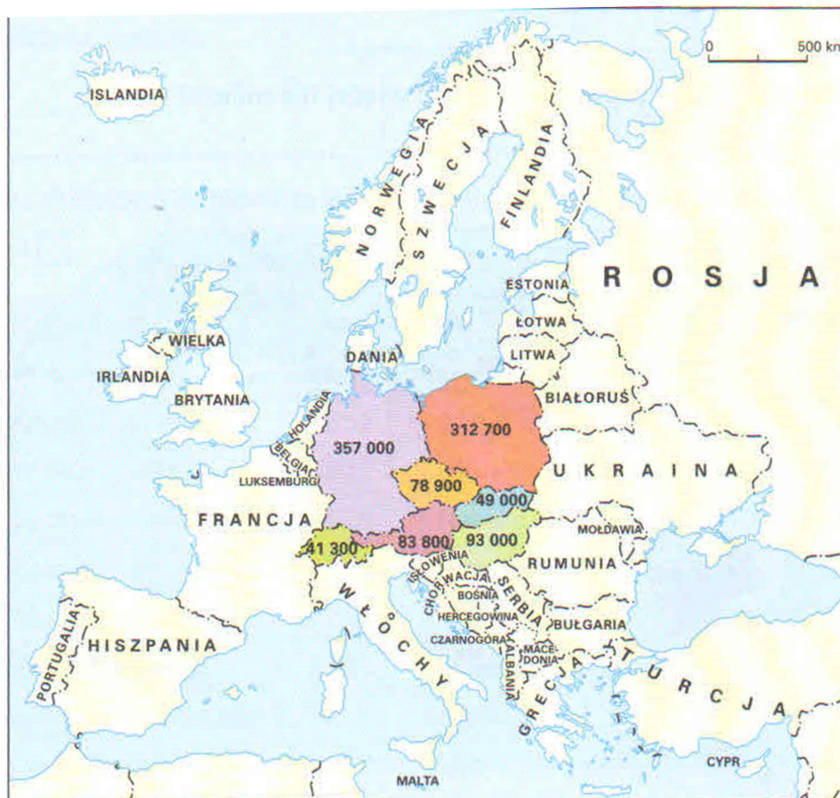 0 500 km
ISLANDIA
NORWEGIA
SZWECJA
FINLANDIA
ROSJA
ESTONIA
ŁOTWA
LITWA
WIELKA
BRYTANIA
IRLANDIA
DANIA
BIAŁORUŚ
HOLANDIA
BELGIA
LUKSEMBURG
357 000
312 700
78 900
49 000
UKRAINA
FRANCJA
41 300
83 800
93 000
MOŁDAWIA
RUMUNIA
SŁOWENIA
CHORWACJA
BOŚNIA
HERCEGOWINA
SERBIA
CZARNOGÓRA
BUŁGARIA
WŁOCHY
ALBANIA
MACE-
DONIA
GRECJA
TURCJA
PORTUGALIA
HISZPANIA
CYPR
MALTA